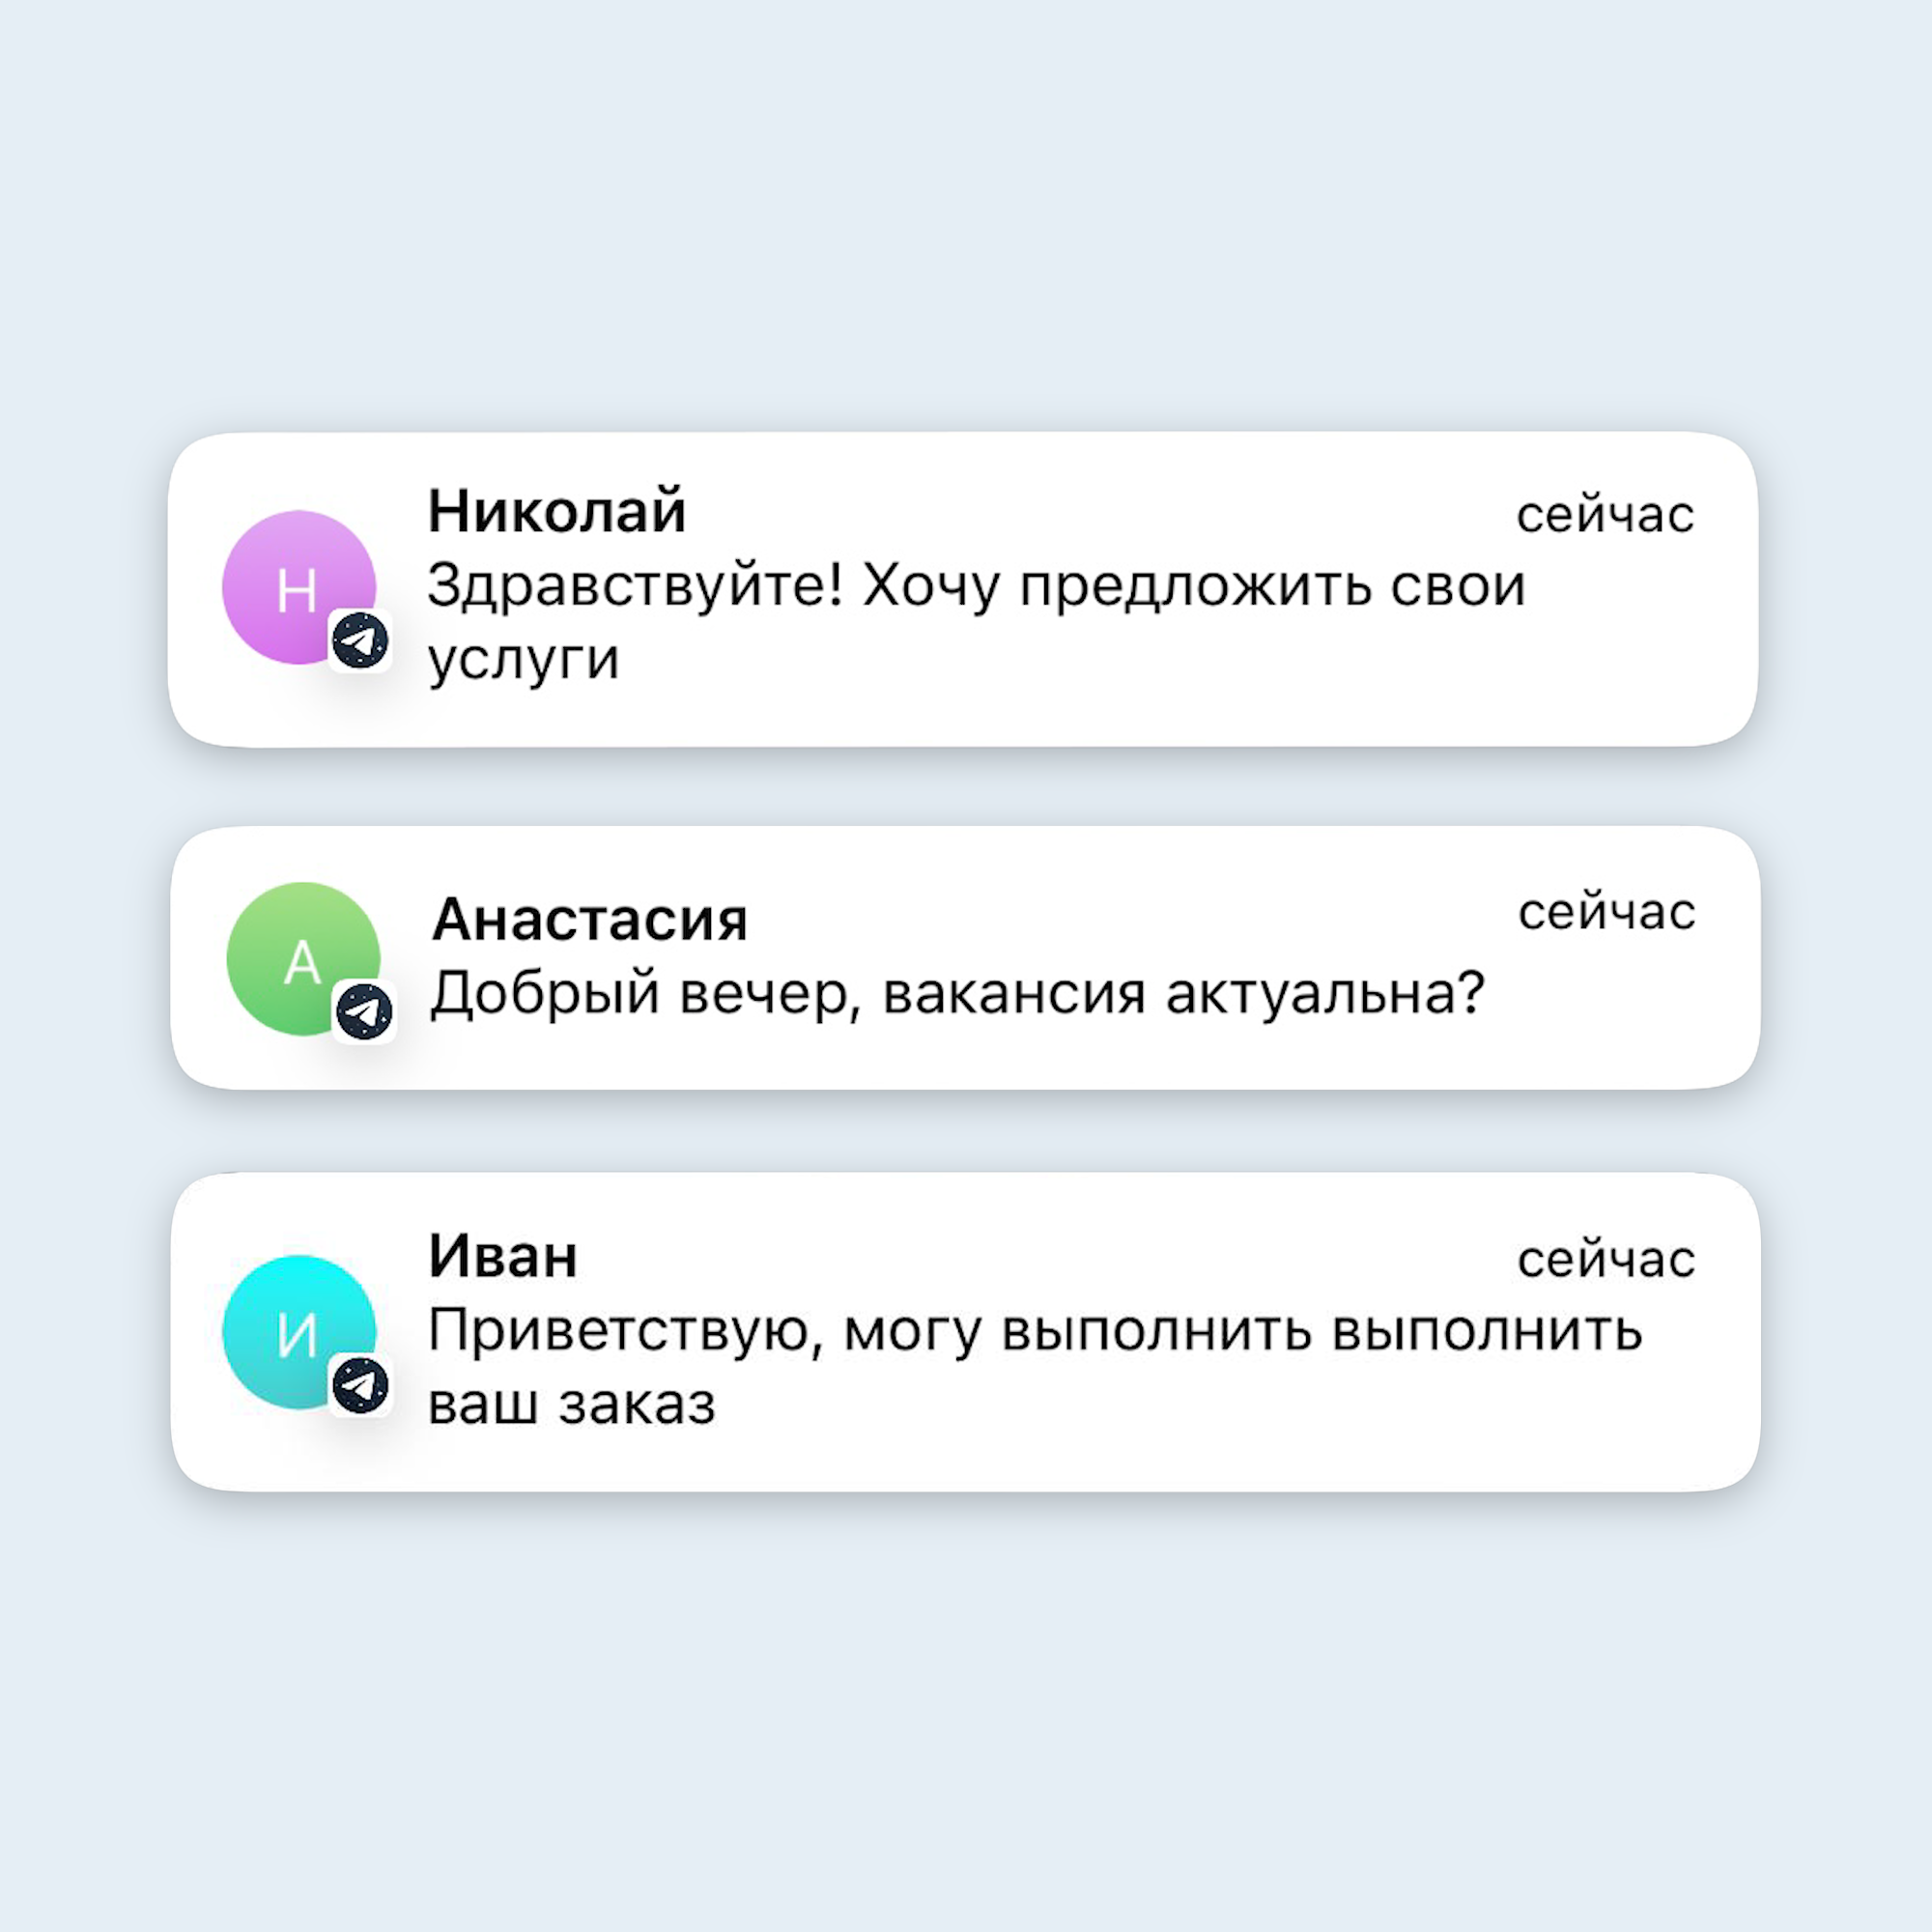 Николай
сейчас
Н
Здравствуйте! Хочу предложить свои
услуги
Анастасия
сейчас
А
Добрый вечер, вакансия актуальна?
Иван
сейчас
И
Приветствую, могу выполнить выполнить
ваш заказ